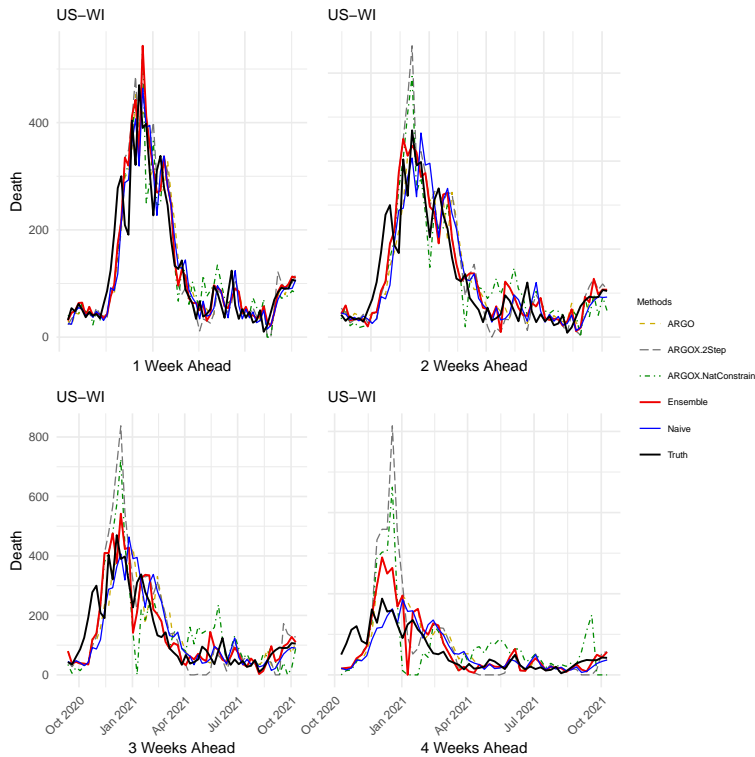 US−WI
US−WI
Death
400
200
0
1 Week Ahead
2 Weeks Ahead
Methods
ARGO
ARGOX.2Step
ARGOX.NatConstrain
Ensemble
Naive
Truth
US−WI
US−WI
Death
800
600
400
200
0
Oct 2020
Jan 2021
Apr 2021
Jul 2021
Oct 2021
Oct 2020
Jan 2021
Apr 2021
Jul 2021
Oct 2021
3 Weeks Ahead
4 Weeks Ahead